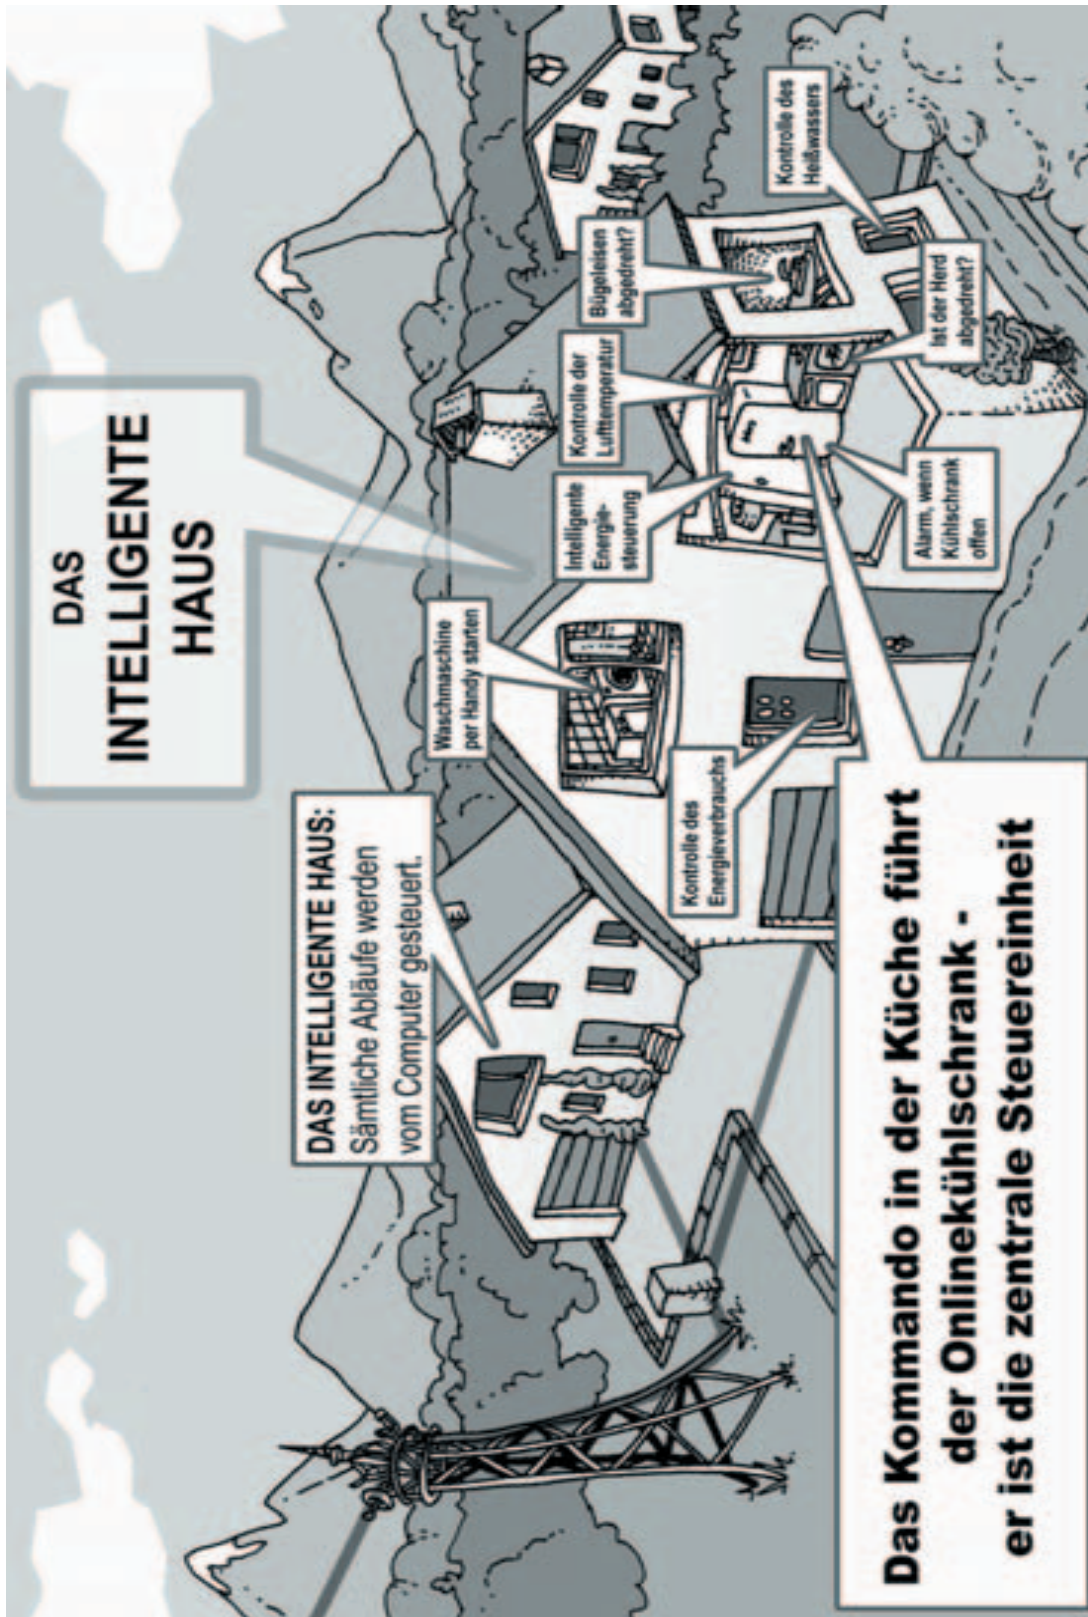 DAS
INTELLIGENTE
HAUS
DAS INTELLIGENTE HAUS:
Sämtliche Abläufe werden
vom Computer gesteuert.
Waschmaschine
per Handy starten
Intelligente
Energie-
steuerung
Kontrolle der
Lufttemperatur
Bügeleisen
abgedreht?
Kontrolle des
Heißwassers
Kontrolle des
Energieverbrauchs
Alarm, wenn
Kühlschrank
offen
Ist der Herd
abgedreht?
Das Kommando in der Küche führt
der Onlinekühlschrank -
er ist die zentrale Steuereinheit